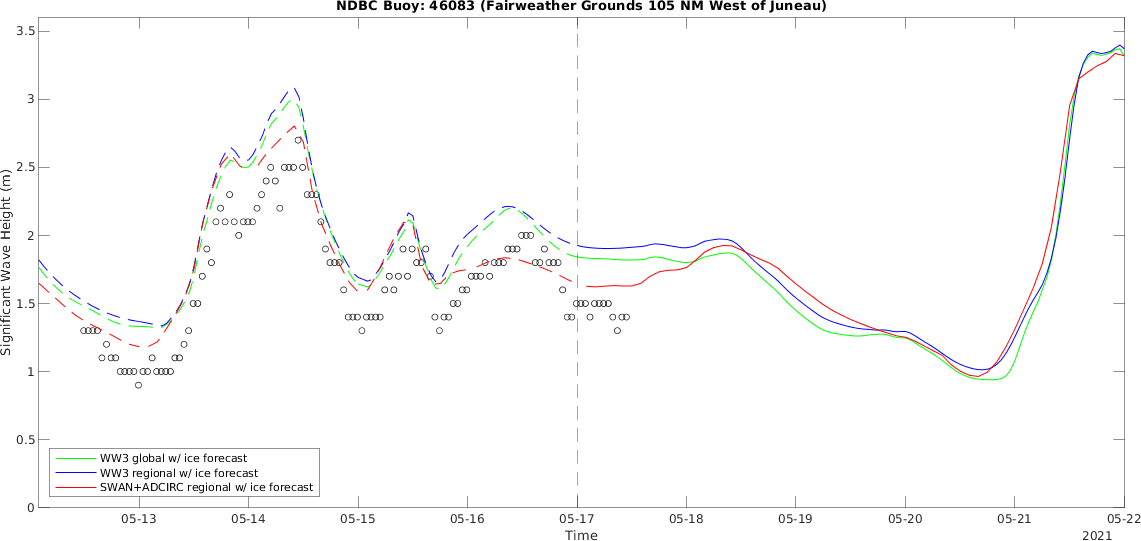 NDBC Buoy: 46083 (Fairweather Grounds 105 NM West of Juneau)
3.5
3
2.5
2
1.5
1
0.5
0
Significant Wave Height (m)
WW3 global w/ ice forecast
WW3 regional w/ ice forecast
SWAN+ADCIRC regional w/ ice forecast
05-13 05-14 05-15 05-16 05-17 05-18 05-19 05-20 05-21 05-22
Time
2021